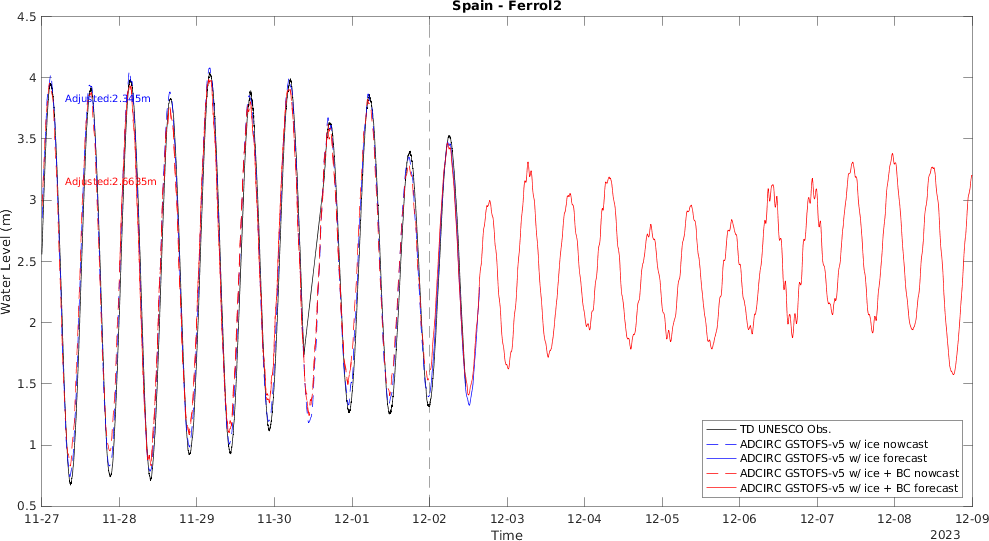 Spain - Ferrol2
4.5
4
3.5
3
2.5
2
1.5
1
0.5
Water Level (m)
Adjusted:2.345m
Adjusted:2.6635m
TD UNESCO Obs.
ADCIRC GSTOFS-v5 w/ ice nowcast
ADCIRC GSTOFS-v5 w/ ice forecast
ADCIRC GSTOFS-v5 w/ ice + BC nowcast
ADCIRC GSTOFS-v5 w/ ice + BC forecast
11-27 11-28 11-29 11-30 12-01 12-02 12-03 12-04 12-05 12-06 12-07 12-08 12-09
Time
2023